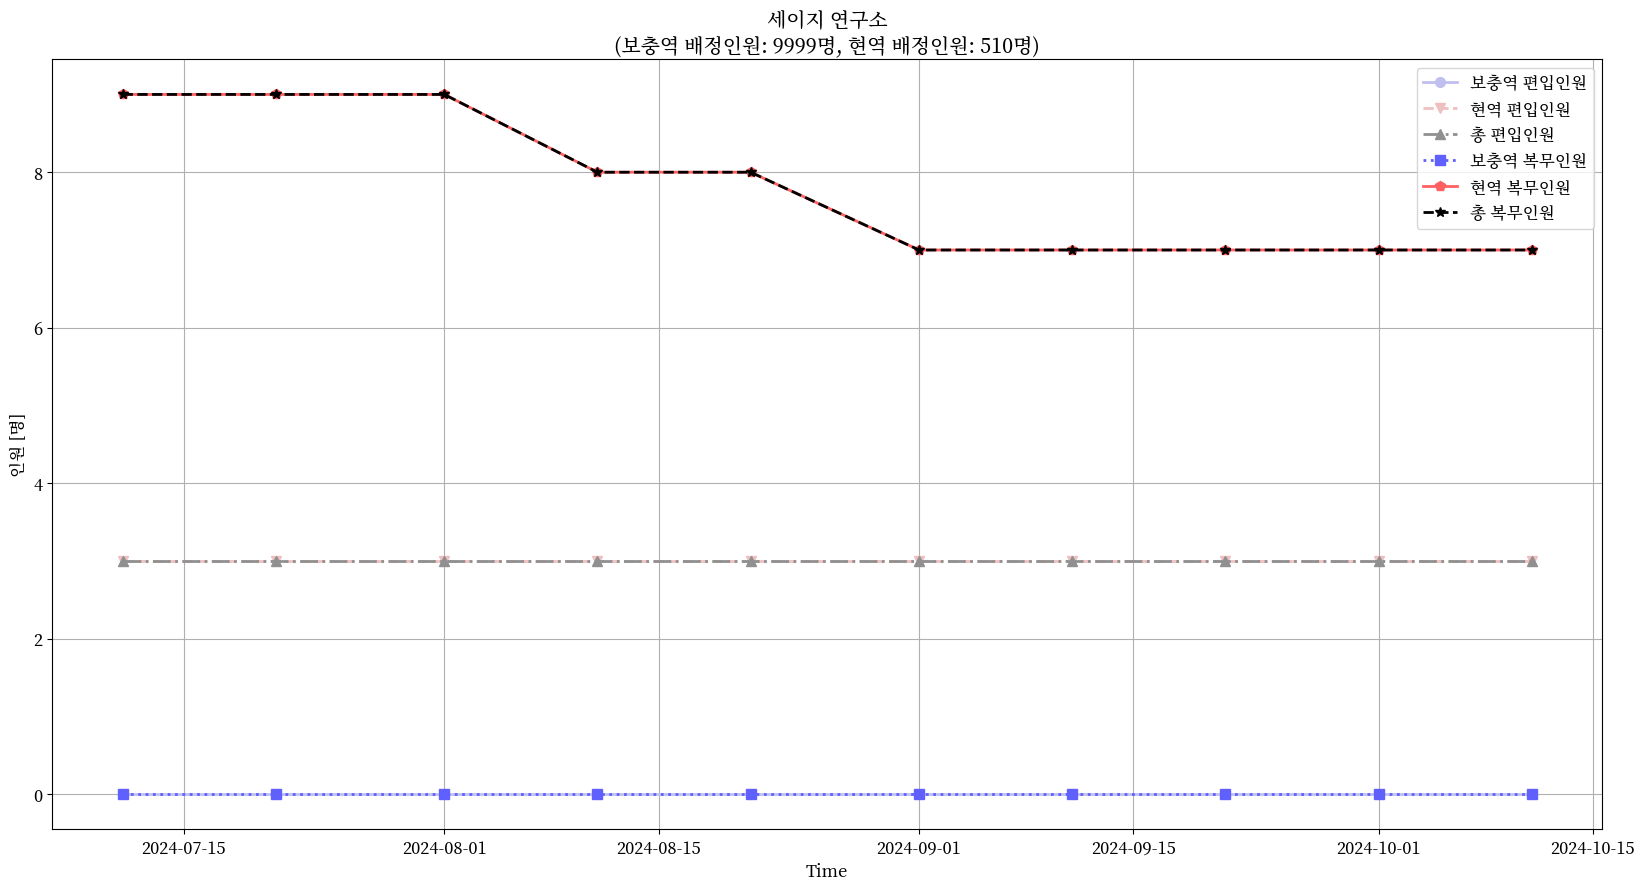 세이지 연구소
(보충역 배정인원: 9999명, 현역 배정인원: 510명)
보충역 편입인원
현역 편입인원
총 편입인원
보충역 복무인원
현역 복무인원
총 복무인원
인원 [명]
8
6
4
2
0
2024-07-15
2024-08-01
2024-08-15
2024-09-01
2024-09-15
2024-10-01
2024-10-15
Time